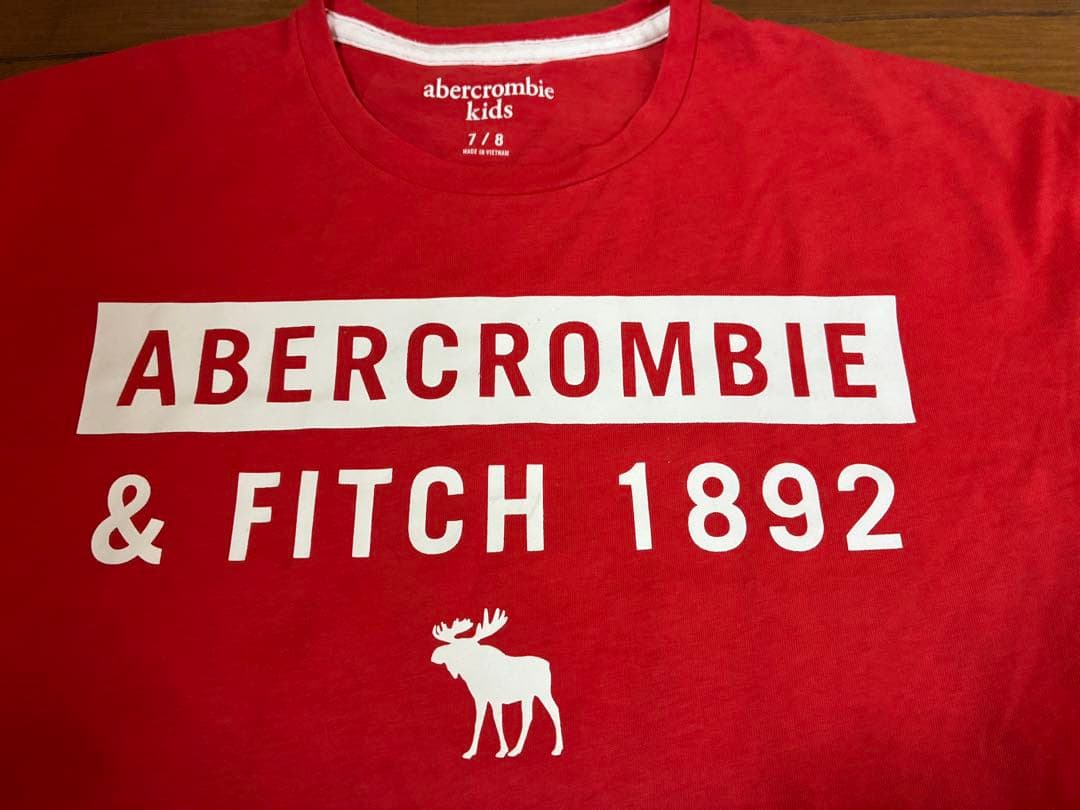 abercrombie
kids
7 / 8
MADE IN VIETNAM
ABERCROMBIE
& FITCH 1892